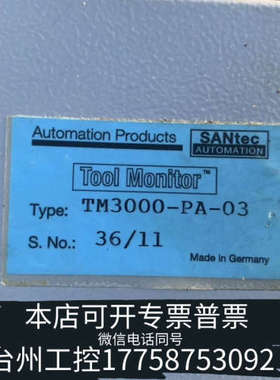 Automation Products
SANtec
AUTOMATION
Tool Monitor™
Type: TM3000-PA-03
S. No.: 36/11
Made in Germany
本店可开专票普票
微信电话同号
台州工控17758753092